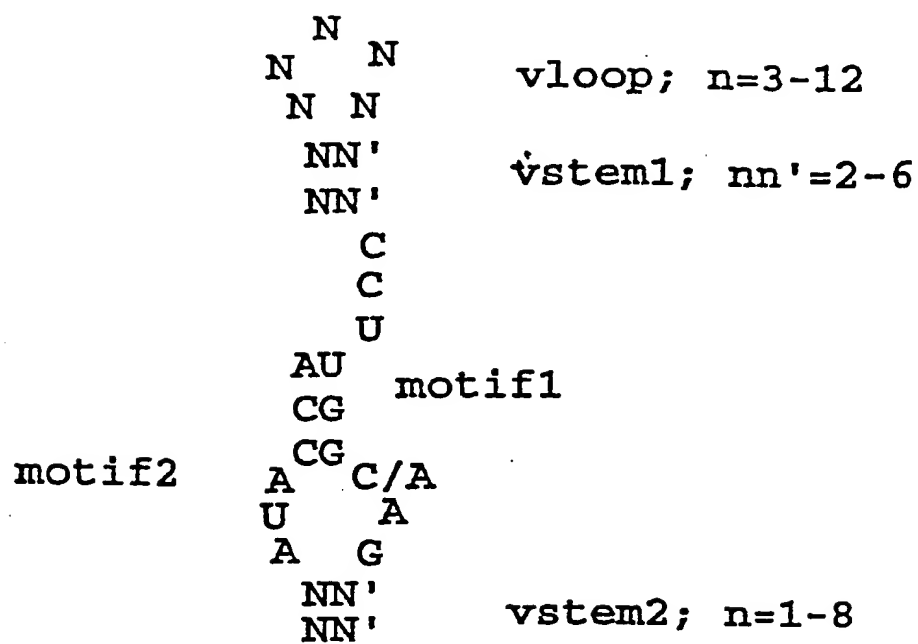 N
N N
N N vloop; n=3-12
NN' vstem1; nn'=2-6
NN'
C
C
U
AU motif1
CG
CG
motif2 A C/A
U A
A G
NN' vstem2; n=1-8
NN'